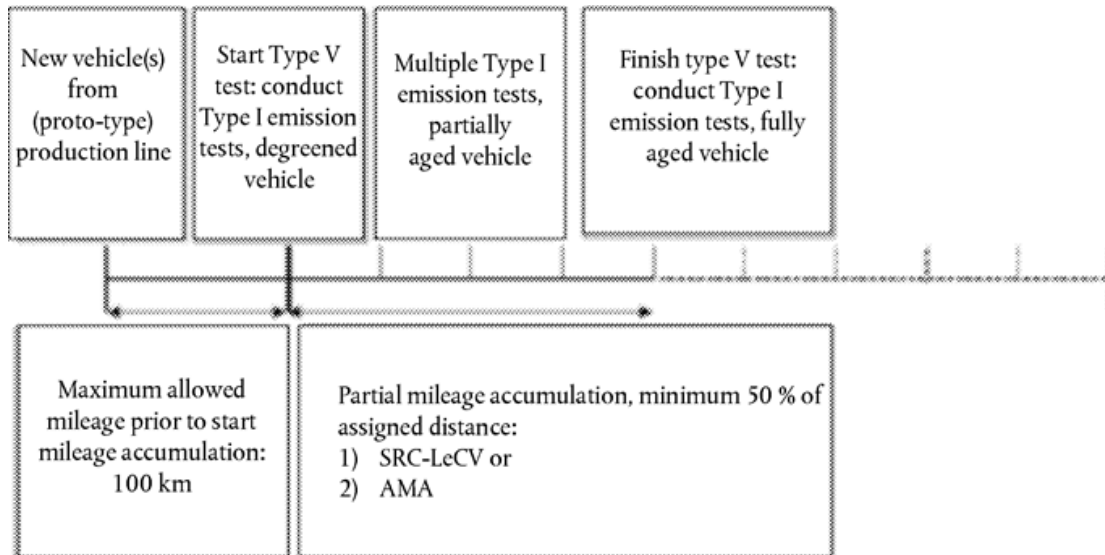 New vehicle(s)
from
(proto-type)
production line
Start Type V
test: conduct
Type I emission
tests, degreened
vehicle
Multiple Type I
emission tests,
partially
aged vehicle
Finish type V test:
conduct Type I
emission tests, fully
aged vehicle
Maximum allowed
mileage prior to start
mileage accumulation:
100 km
Partial mileage accumulation, minimum 50 % of
assigned distance:
1) SRC-LeCV or
2) AMA